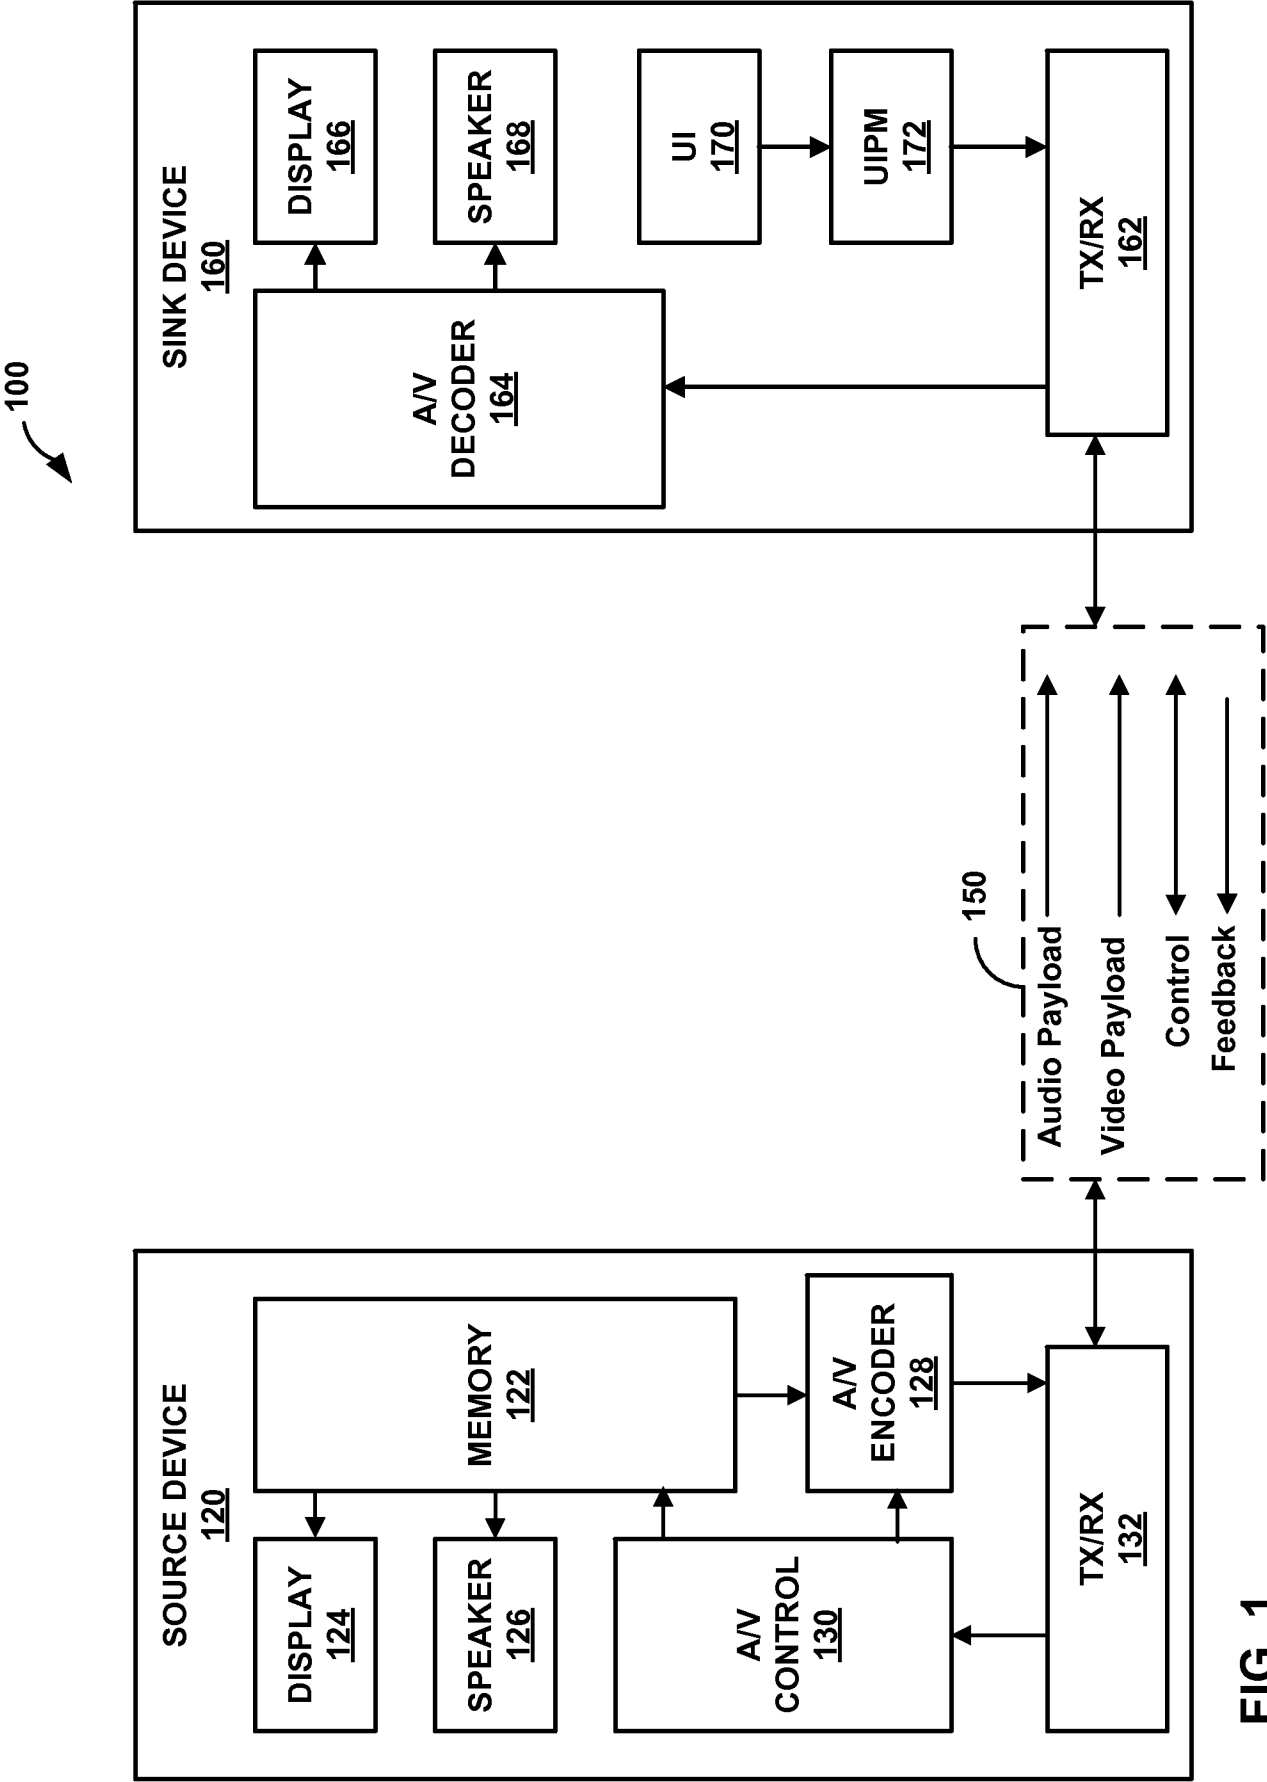 100
SOURCE DEVICE
120
DISPLAY
124
SPEAKER
126
A/V
CONTROL
130
MEMORY
122
A/V
ENCODER
128
TX/RX
132
150
Audio Payload
Video Payload
Control
Feedback
SINK DEVICE
160
A/V
DECODER
164
DISPLAY
166
SPEAKER
168
UI
170
UIPM
172
TX/RX
162
FIG. 1